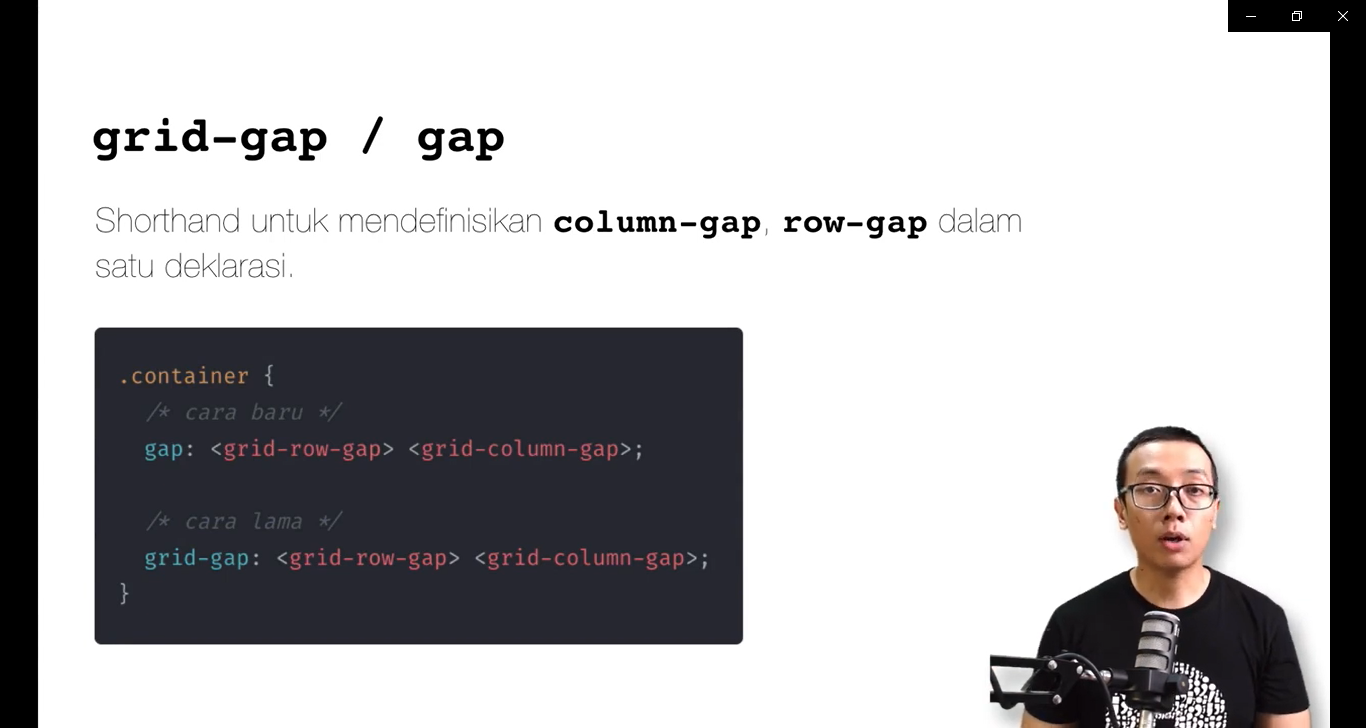 grid-gap / gap
Shorthand untuk mendefinisikan column-gap, row-gap dalam
satu deklarasi.
.container {
/* cara baru */
gap: <grid-row-gap> <grid-column-gap>;
/* cara lama */
grid-gap: <grid-row-gap> <grid-column-gap>;
}